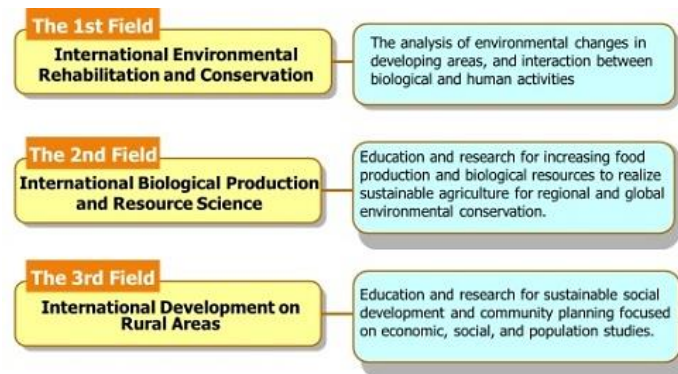 The 1st Field
International Environmental
Rehabilitation and Conservation
The analysis of environmental changes in
developing areas, and interaction between
biological and human activities
The 2nd Field
International Biological Production
and Resource Science
Education and research for increasing food
production and biological resources to realize
sustainable agriculture for regional and global
environmental conservation.
The 3rd Field
International Development on
Rural Areas
Education and research for sustainable social
development and community planning focused
on economic, social, and population studies.